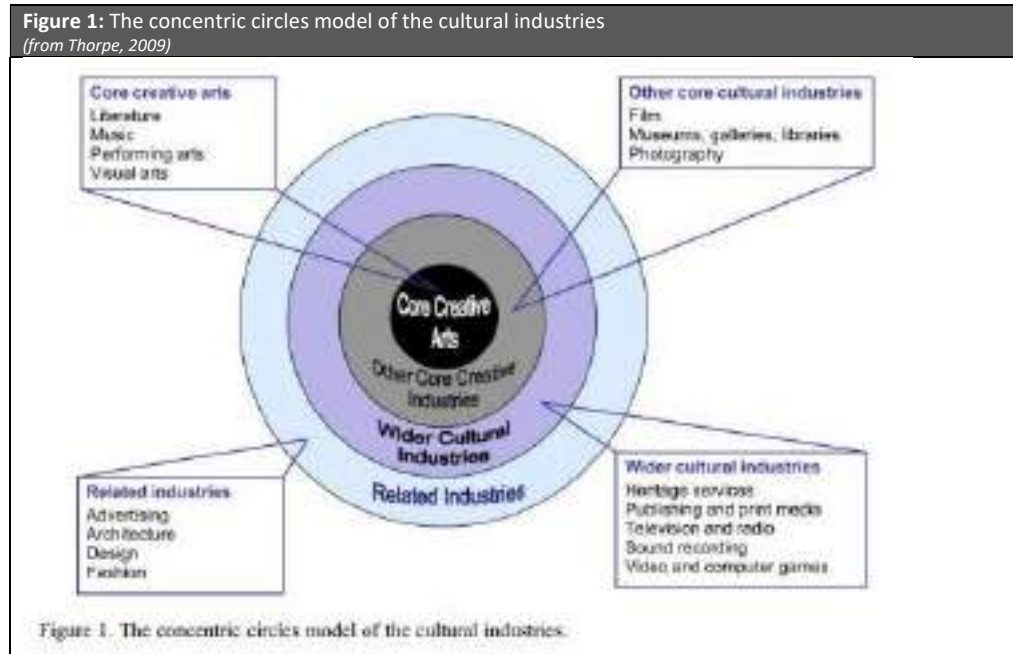 Figure 1: The concentric circles model of the cultural industries
(from Thorpe, 2009)
Core creative arts
Literature
Music
Performing arts
Visual arts
Other core cultural industries
Film
Museums, galleries, libraries
Photography
Core Creative
Arts
Other Core Creative
Industries
Wider Cultural
Industries
Related Industries
Related industries
Advertising
Architecture
Design
Fashion
Wider cultural industries
Heritage services
Publishing and print media
Television and radio
Sound recording
Video and computer games
Figure 1. The concentric circles model of the cultural industries.